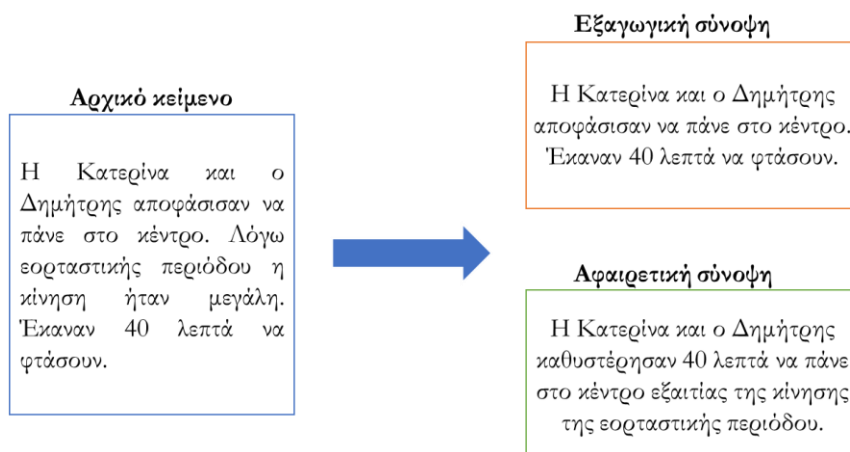 Αρχικό κείμενο
Η Κατερίνα και ο
Δημήτρης αποφάσισαν να
πάνε στο κέντρο. Λόγω
εορταστικής περιόδου η
κίνηση ήταν μεγάλη.
Έκαναν 40 λεπτά να
φτάσουν.
Εξαγωγική σύνοψη
Η Κατερίνα και ο Δημήτρης
αποφάσισαν να πάνε στο κέντρο.
Έκαναν 40 λεπτά να φτάσουν.
Αφαιρετική σύνοψη
Η Κατερίνα και ο Δημήτρης
καθυστέρησαν 40 λεπτά να πάνε
στο κέντρο εξαιτίας της κίνησης
της εορταστικής περιόδου.